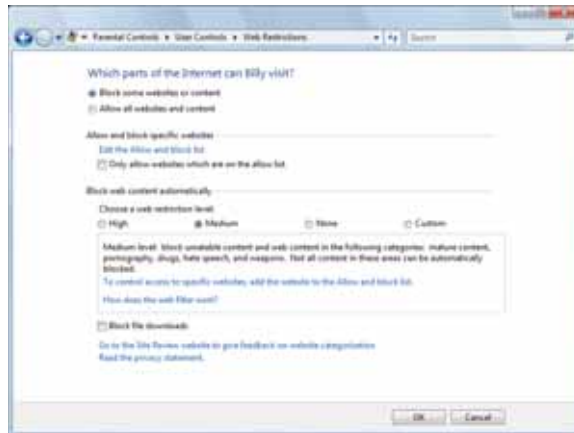 Parental Controls ▸ User Controls ▸ Web Restrictions
Search
Which parts of the Internet can Billy visit?
Block some websites or content
Allow all websites and content
Allow and block specific websites
Edit the Allow and block list
Only allow websites which are on the allow list
Block web content automatically
Choose a web restriction level:
High Medium None Custom
Medium level: block unratable content and web content in the following categories: mature content,
pornography, drugs, hate speech, and weapons. Not all content in these areas can be automatically
blocked.
To control access to specific websites, add the website to the Allow and block list.
How does the web filter work?
Block file downloads
Go to the Site Review website to give feedback on website categorization
Read the privacy statement.
OK Cancel